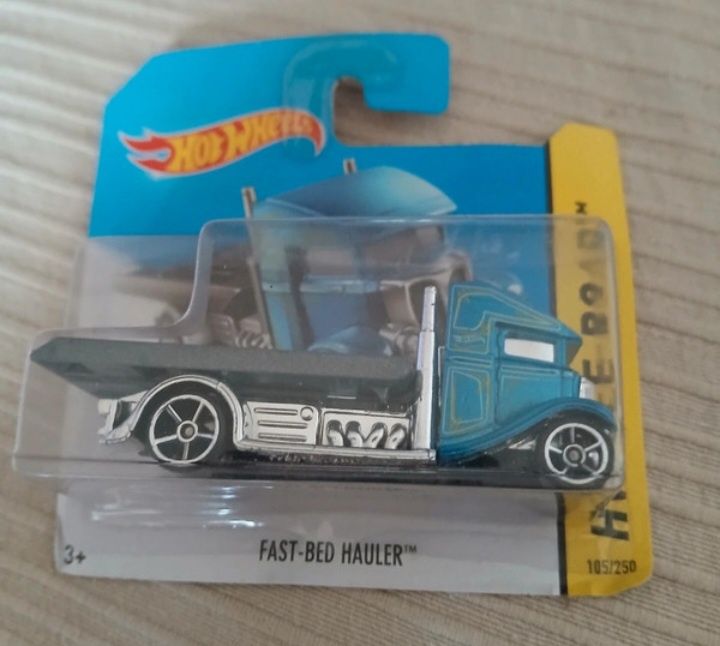 HOT WHEELS
3+
FAST-BED HAULER™
105/250